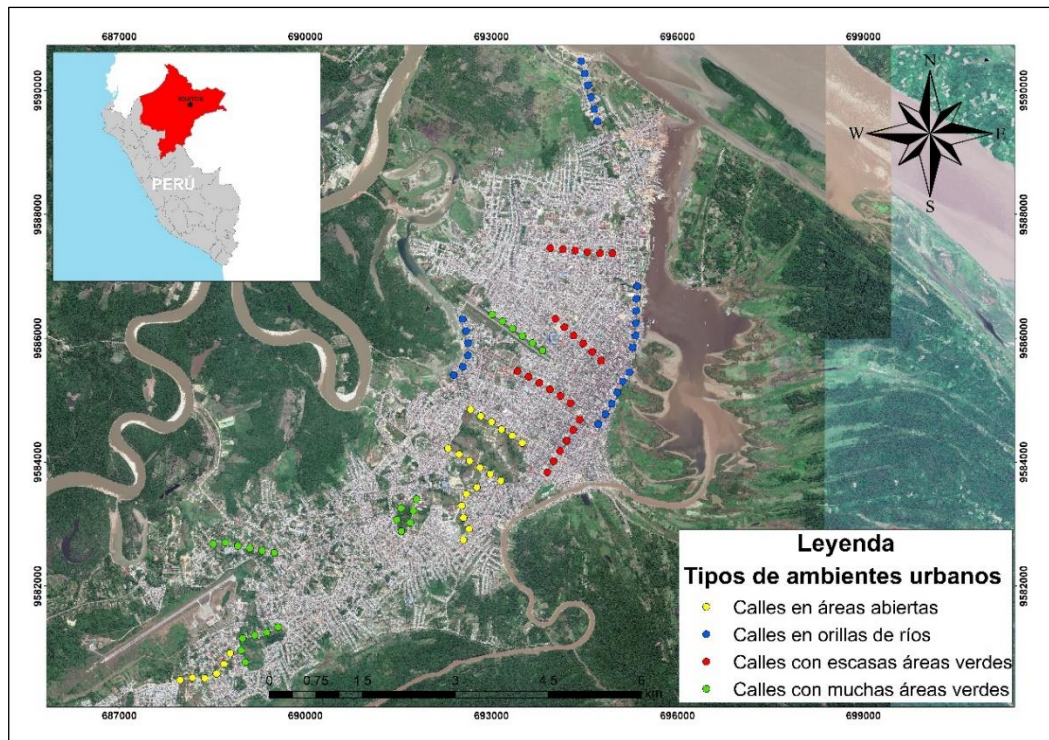 687000 690000 693000 696000 699000
9590000
9588000
9586000
9584000
9582000
PERÚ
N
W E
S
9590000
9588000
9586000
9584000
9582000
Leyenda
Tipos de ambientes urbanos
Calles en áreas abiertas
Calles en orillas de ríos
Calles con escasas áreas verdes
Calles con muchas áreas verdes
0 0.75 1.5 3 4.5 6
km
687000 690000 693000 696000 699000